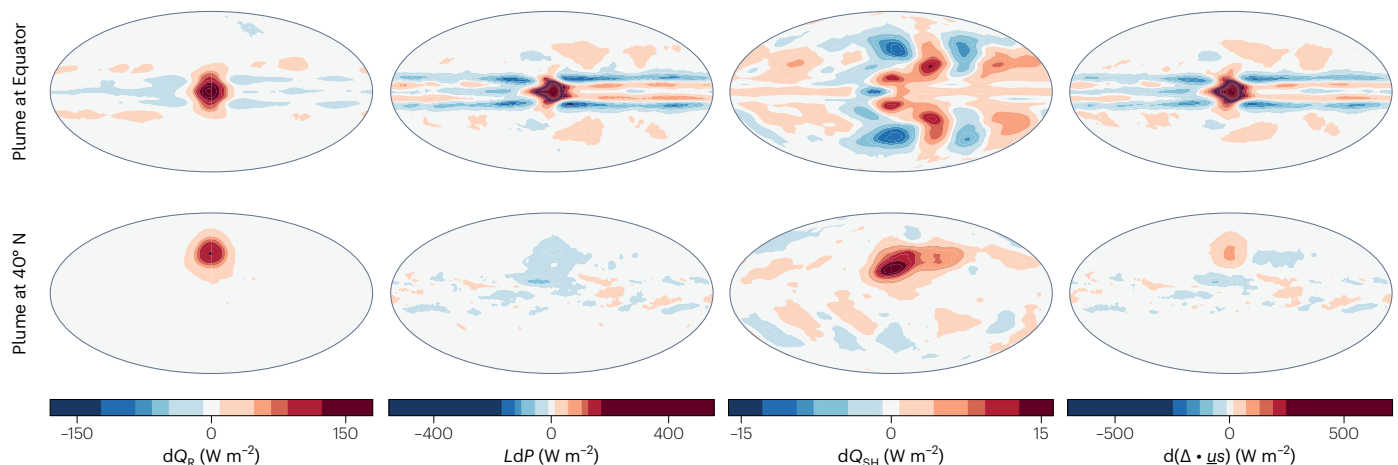 Plume at Equator
Plume at 40° N
−150 0 150
dQR (W m−2)
−400 0 400
LdP (W m−2)
−15 0 15
dQSH (W m−2)
−500 0 500
d(Δ • us) (W m−2)